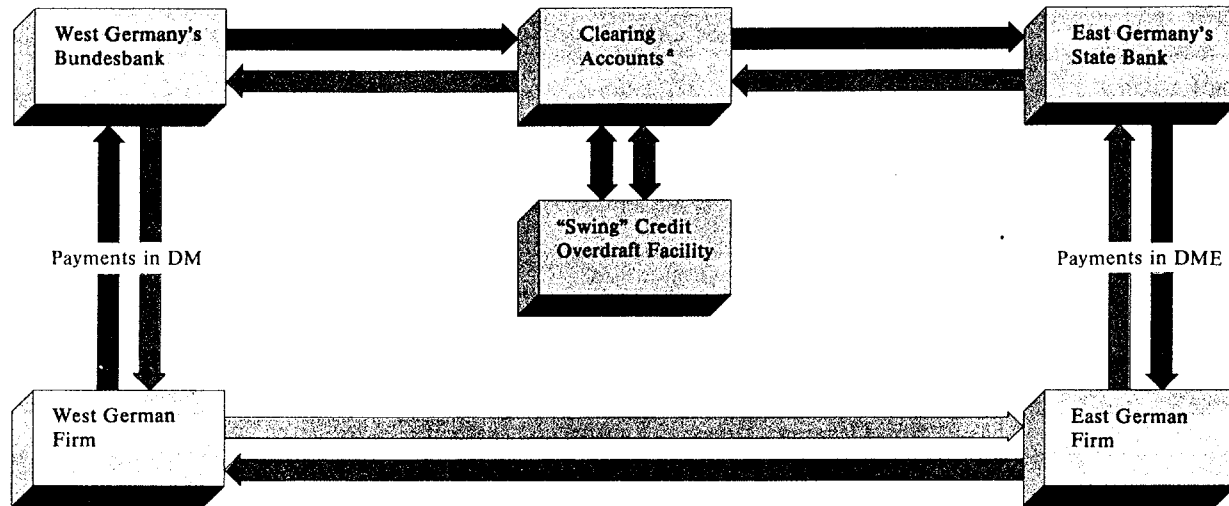 West Germany's
Bundesbank
Clearing
Accounts ᵃ
East Germany's
State Bank
"Swing" Credit
Overdraft Facility
Payments in DM
Payments in DME
West German
Firm
East German
Firm